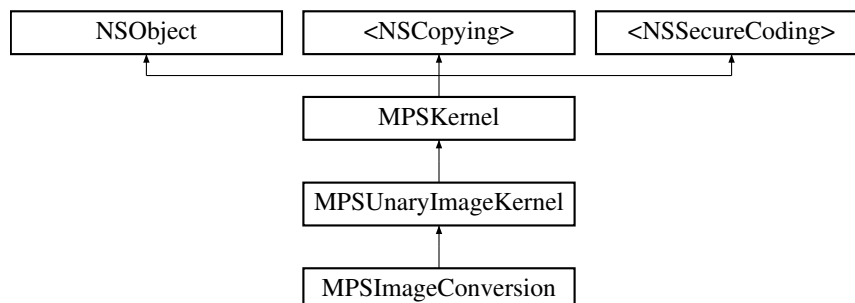 NSObject
<NSCopying>
<NSSecureCoding>
MPSKernel
MPSUnaryImageKernel
MPSImageConversion